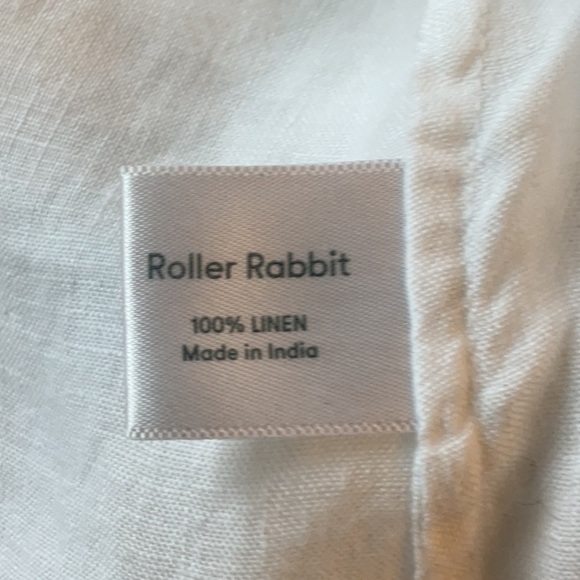 Roller Rabbit
100% LINEN
Made in India